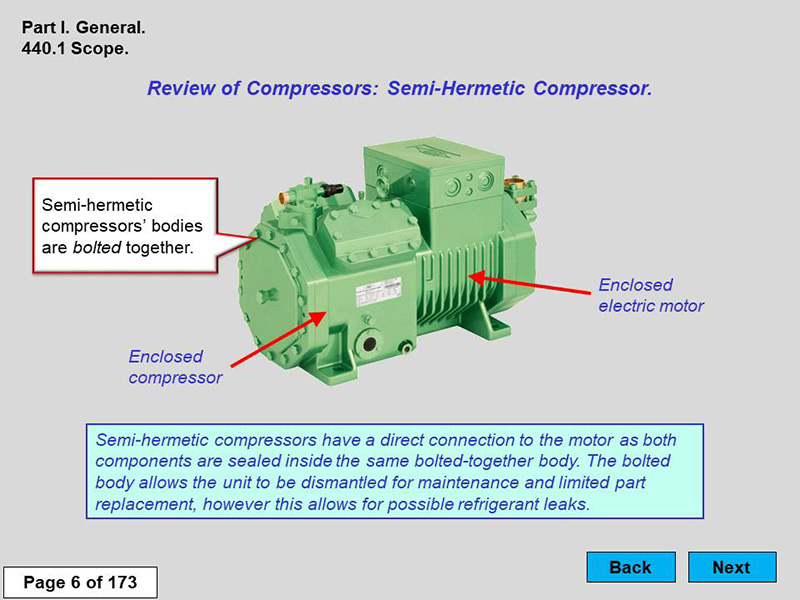 Part I. General.
440.1 Scope.
Review of Compressors: Semi-Hermetic Compressor.
Semi-hermetic
compressors’ bodies
are bolted together.
Enclosed
electric motor
Enclosed
compressor
Semi-hermetic compressors have a direct connection to the motor as both
components are sealed inside the same bolted-together body. The bolted
body allows the unit to be dismantled for maintenance and limited part
replacement, however this allows for possible refrigerant leaks.
Back
Next
Page 6 of 173